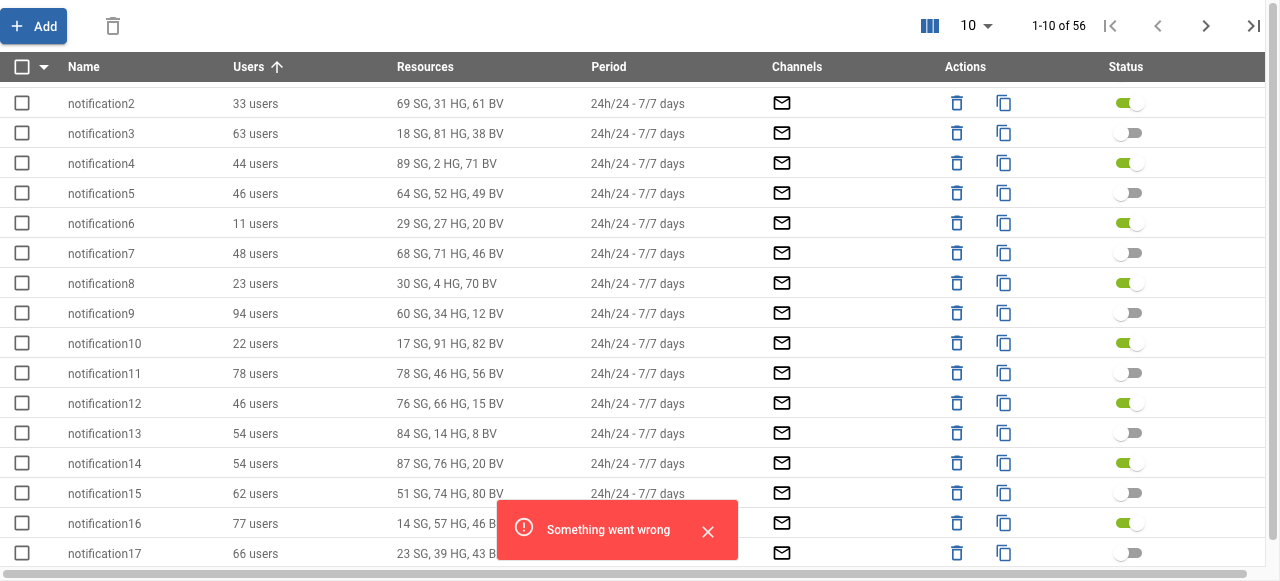 Add 10 1-10 of 56
Name Users Resources Period Channels Actions Status
notification2 33 users 69 SG, 31 HG, 61 BV 24h/24 - 7/7 days
notification3 63 users 18 SG, 81 HG, 38 BV 24h/24 - 7/7 days
notification4 44 users 89 SG, 2 HG, 71 BV 24h/24 - 7/7 days
notification5 46 users 64 SG, 52 HG, 49 BV 24h/24 - 7/7 days
notification6 11 users 29 SG, 27 HG, 20 BV 24h/24 - 7/7 days
notification7 48 users 68 SG, 71 HG, 46 BV 24h/24 - 7/7 days
notification8 23 users 30 SG, 4 HG, 70 BV 24h/24 - 7/7 days
notification9 94 users 60 SG, 34 HG, 12 BV 24h/24 - 7/7 days
notification10 22 users 17 SG, 91 HG, 82 BV 24h/24 - 7/7 days
notification11 78 users 78 SG, 46 HG, 56 BV 24h/24 - 7/7 days
notification12 46 users 76 SG, 66 HG, 15 BV 24h/24 - 7/7 days
notification13 54 users 84 SG, 14 HG, 8 BV 24h/24 - 7/7 days
notification14 54 users 87 SG, 76 HG, 20 BV 24h/24 - 7/7 days
notification15 62 users 51 SG, 74 HG, 80 BV 24h/24 - 7/7 days
notification16 77 users 14 SG, 57 HG, 46
Something went wrong
notification17 66 users 23 SG, 39 HG, 43